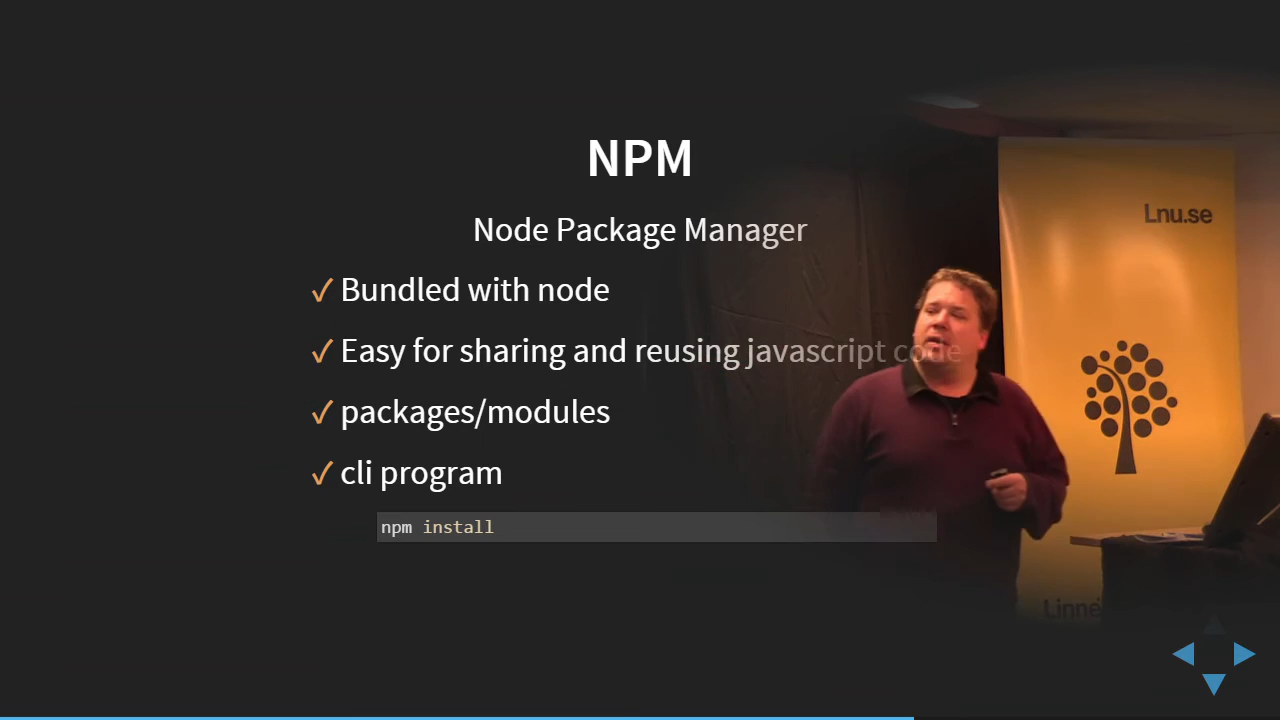 NPM
Node Package Manager
✓ Bundled with node
✓ Easy for sharing and reusing javascript code
✓ packages/modules
✓ cli program
npm install
Lnu.se
Linne